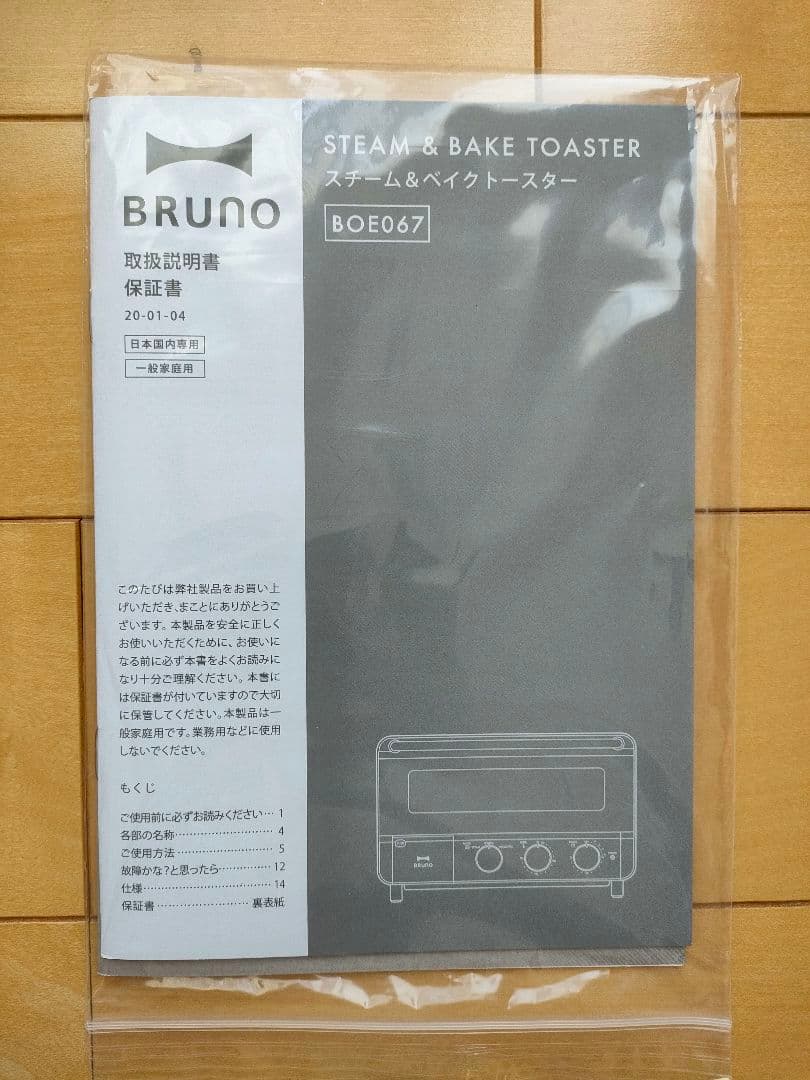 BRUNO
取扱説明書
保証書
20-01-04
日本国内専用
一般家庭用
STEAM & BAKE TOASTER
スチーム&ベイクトースター
BOE067
このたびは弊社製品をお買い上
げいただき、まことにありがとうご
ざいます。本製品を安全に正しく
お使いいただくために、お使いに
なる前に必ず本書をよくお読みに
なり十分ご理解ください。本書に
は保証書が付いていますので大切
に保管してください。本製品は一
般家庭用です。業務用などに使用
しないでください。
もくじ
ご使用前に必ずお読みください… 1
各部の名称……………………… 4
ご使用方法……………………… 5
故障かな?と思ったら…………… 12
仕様……………………………… 14
保証書…………………… 裏表紙
BRUNO